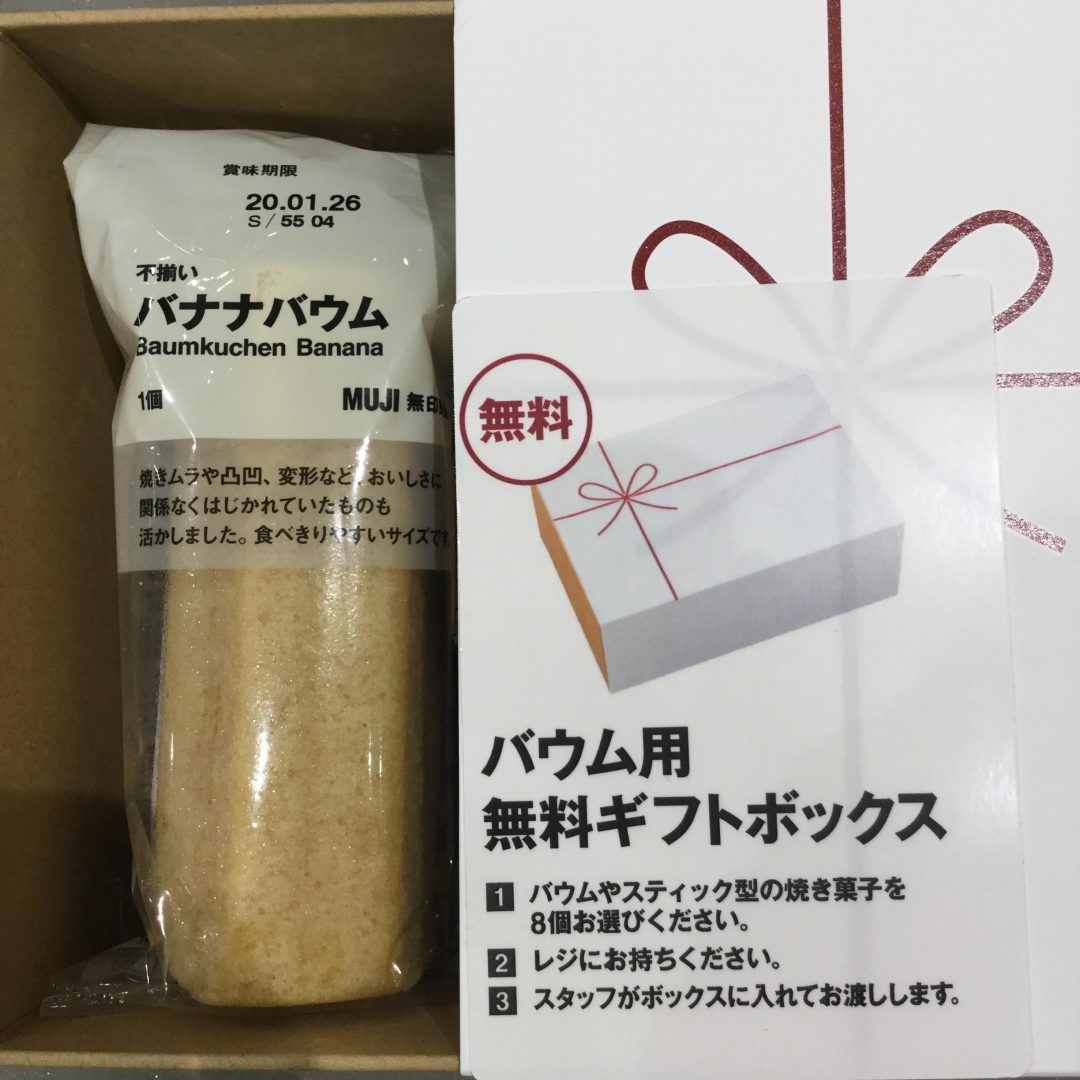 賞味期限
20.01.26
S/55 04
不揃い
バナナバウム
Baumkuchen Banana
1個 MUJI 無印
焼きムラや凸凹、変形など、おいしさに
関係なくはじかれていたものも
活かしました。食べきりやすいサイズです。
無料
バウム用
無料ギフトボックス
1 バウムやスティック型の焼き菓子を
8個お選びください。
2 レジにお持ちください。
3 スタッフがボックスに入れてお渡しします。